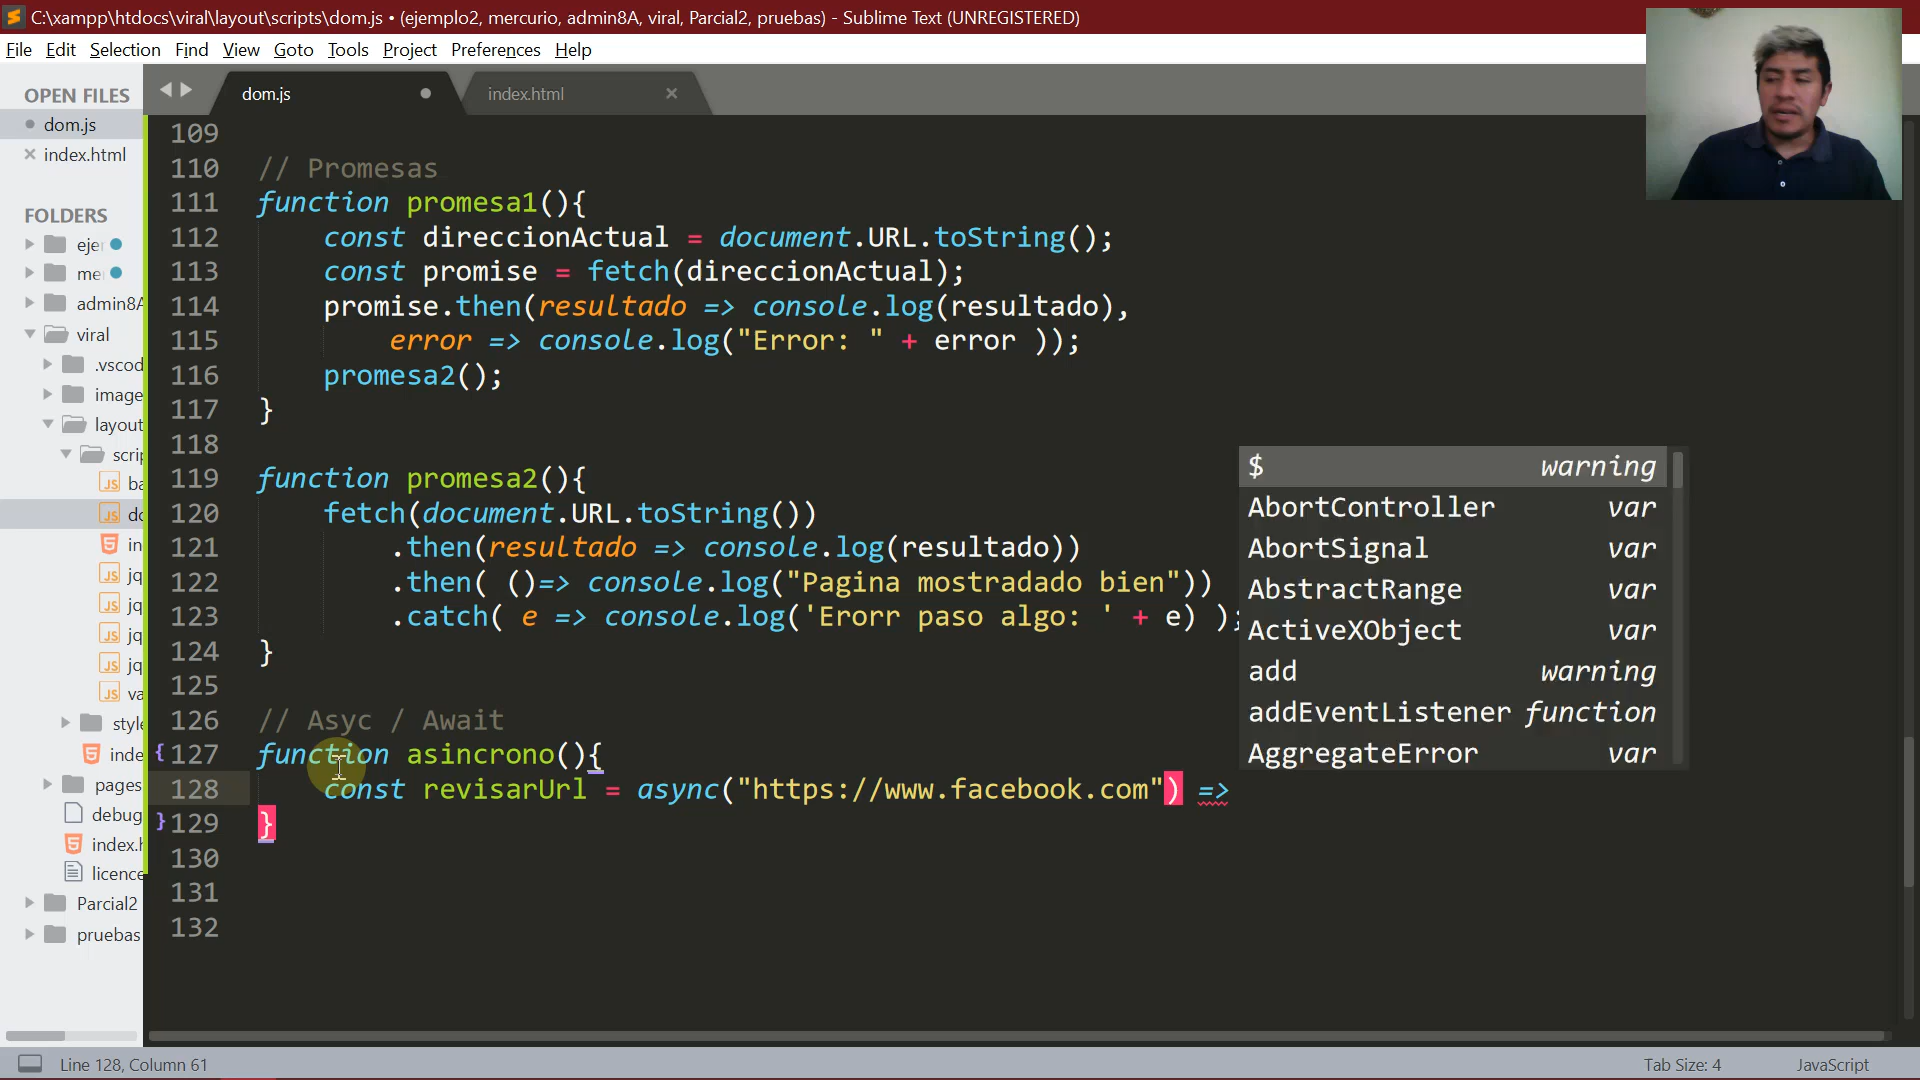 C:\xampp\htdocs\viral\layout\scripts\dom.js • (ejemplo2, mercurio, admin8A, viral, Parcial2, pruebas) - Sublime Text (UNREGISTERED)
File Edit Selection Find View Goto Tools Project Preferences Help
OPEN FILES
dom.js
index.html
FOLDERS
ejer
mer
admin8A
viral
.vscod
image
layout
scrip
ba
do
in
jq
jq
jq
jq
va
style
inde
pages
debug
index.h
licence
Parcial2
pruebas
dom.js
index.html
109
110 // Promesas
111 function promesa1(){
112 const direccionActual = document.URL.toString();
113 const promise = fetch(direccionActual);
114 promise.then(resultado => console.log(resultado),
115 error => console.log("Error: " + error ));
116 promesa2();
117 }
118
119 function promesa2(){
120 fetch(document.URL.toString())
121 .then(resultado => console.log(resultado))
122 .then( ()=> console.log("Pagina mostradado bien"))
123 .catch( e => console.log('Erorr paso algo: ' + e) );
124 }
125
126 // Asyc / Await
127 function asincrono(){
128 const revisarUrl = async("https://www.facebook.com") =>
129 }
130
131
132
$ warning
AbortController var
AbortSignal var
AbstractRange var
ActiveXObject var
add warning
addEventListener function
AggregateError var
Line 128, Column 61
Tab Size: 4
JavaScript